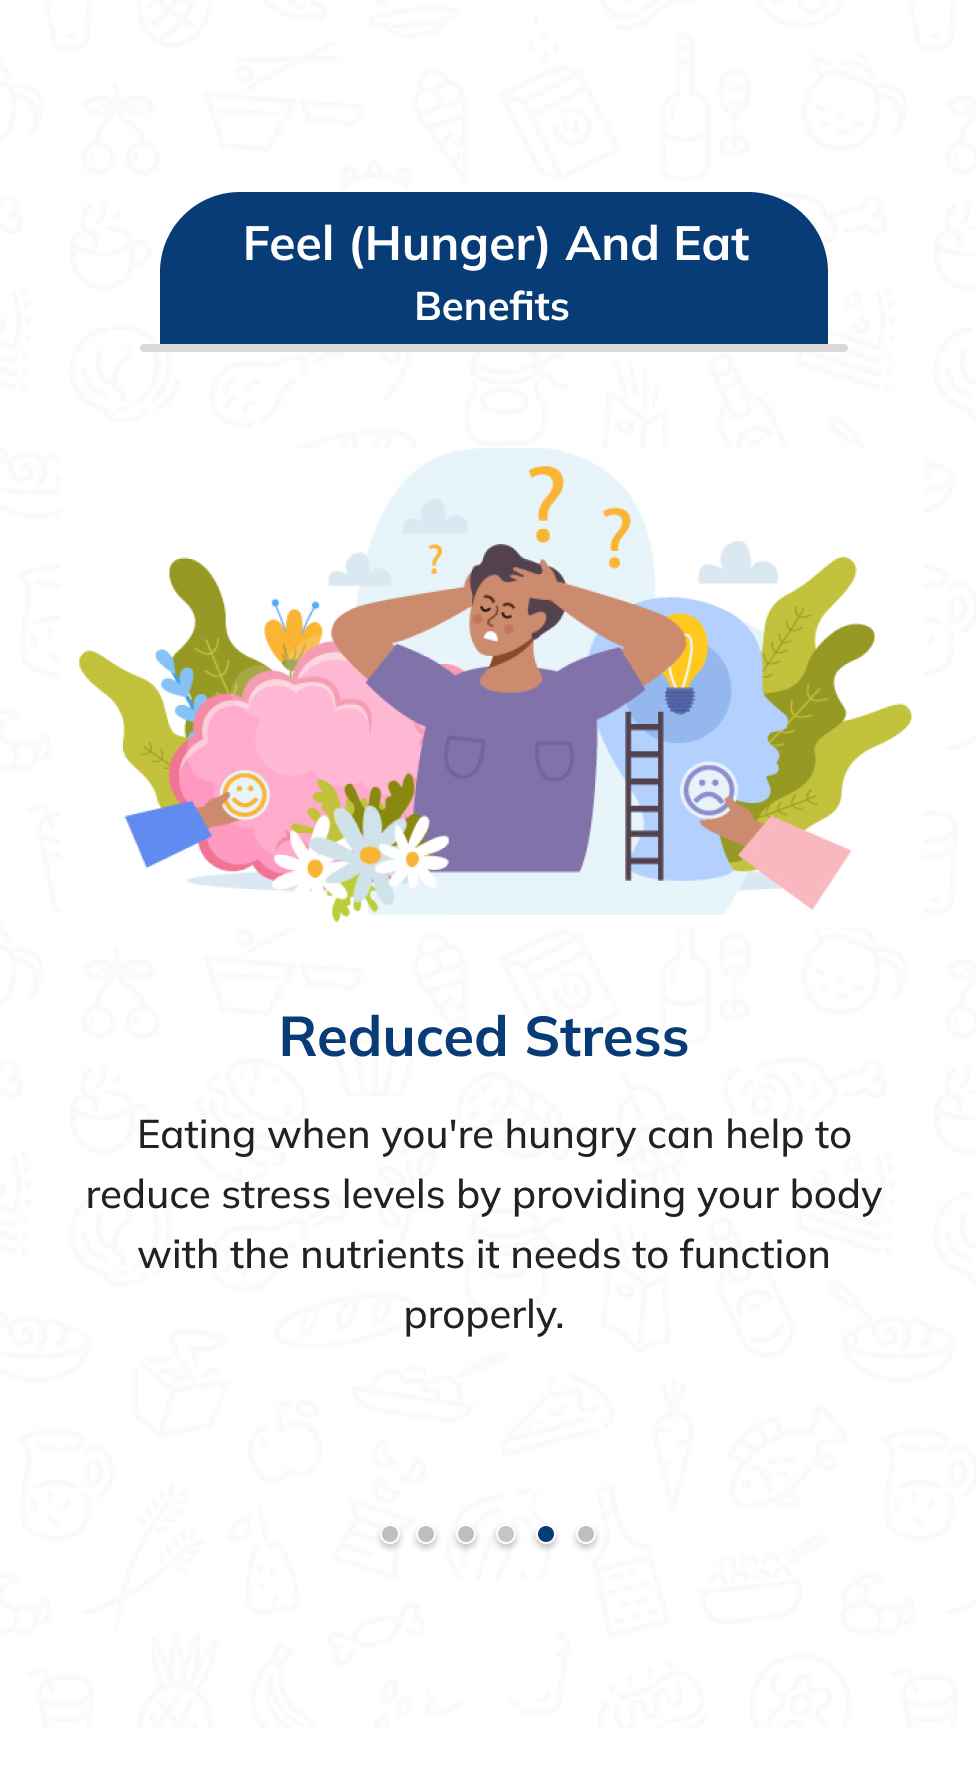 Feel (Hunger) And Eat
Benefits
?
?
?
Reduced Stress
Eating when you're hungry can help to
reduce stress levels by providing your body
with the nutrients it needs to function
properly.